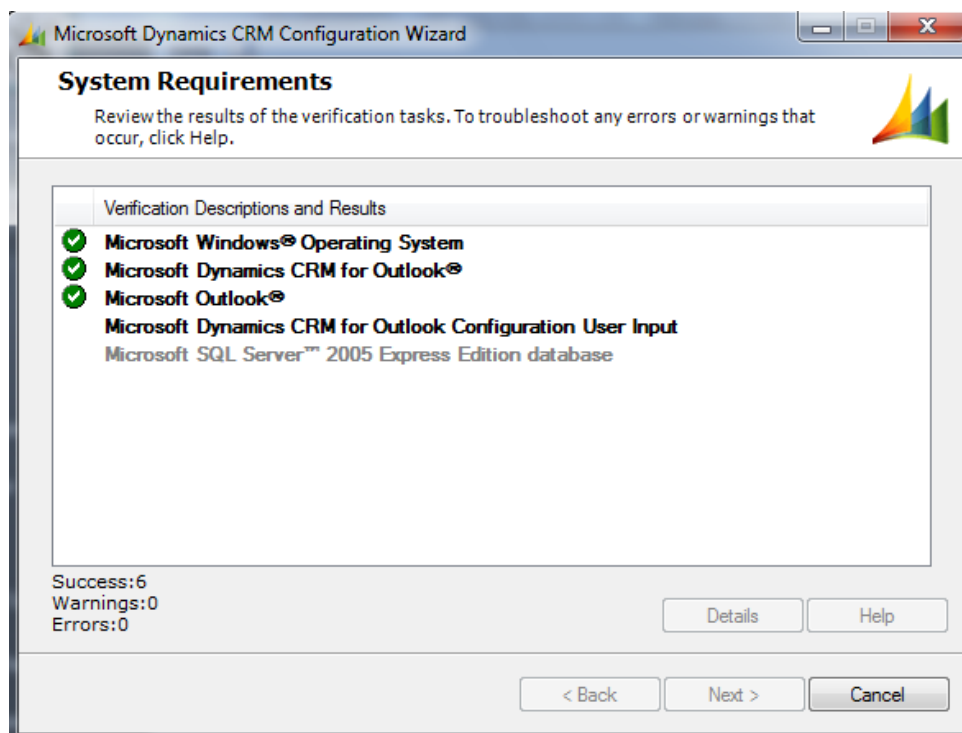 Microsoft Dynamics CRM Configuration Wizard
System Requirements
Review the results of the verification tasks. To troubleshoot any errors or warnings that
occur, click Help.
Verification Descriptions and Results
Microsoft Windows® Operating System
Microsoft Dynamics CRM for Outlook®
Microsoft Outlook®
Microsoft Dynamics CRM for Outlook Configuration User Input
Microsoft SQL Server™ 2005 Express Edition database
Success:6
Warnings:0
Errors:0
Details
Help
< Back
Next >
Cancel